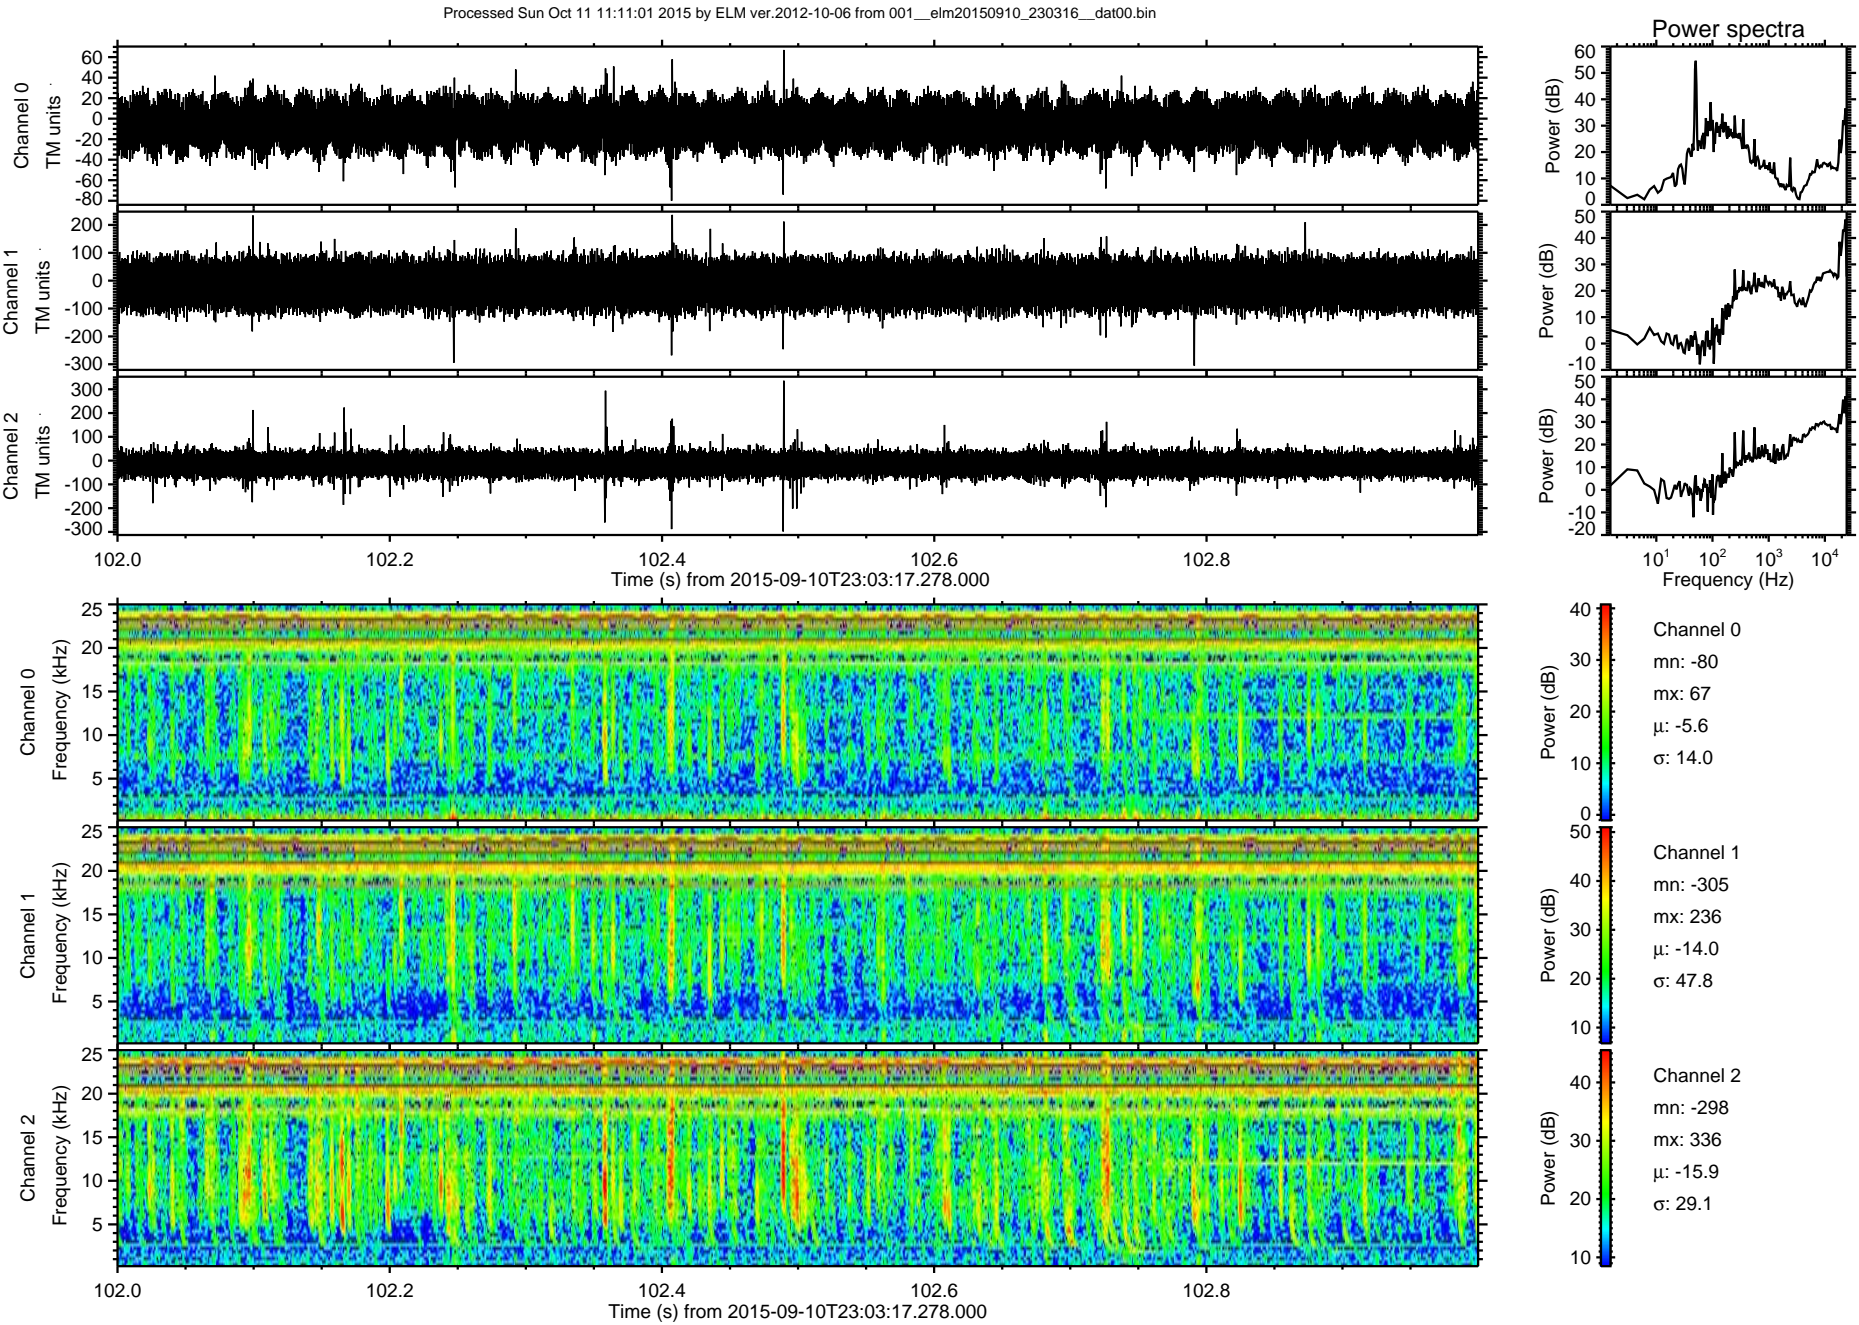 Processed Sun Oct 11 11:11:01 2015 by ELM ver.2012-10-06 from 001__elm20150910_230316__dat00.bin
Power spectra
Channel 0
TM units
60
40
20
0
-20
-40
-60
-80
Power (dB)
60
50
40
30
20
10
0
Channel 1
TM units
200
100
0
-100
-200
-300
Power (dB)
50
40
30
20
10
0
-10
Channel 2
TM units
300
200
100
0
-100
-200
-300
Power (dB)
50
40
30
20
10
0
-10
-20
102.0 102.2 102.4 102.6 102.8
Time (s) from 2015-09-10T23:03:17.278.000
10^1 10^2 10^3 10^4
Frequency (Hz)
Channel 0
Frequency (kHz)
25
20
15
10
5
Power (dB)
40
30
20
10
0
Channel 0
mn: -80
mx: 67
μ: -5.6
σ: 14.0
Channel 1
Frequency (kHz)
25
20
15
10
5
Power (dB)
50
40
30
20
10
Channel 1
mn: -305
mx: 236
μ: -14.0
σ: 47.8
Channel 2
Frequency (kHz)
25
20
15
10
5
Power (dB)
40
30
20
10
Channel 2
mn: -298
mx: 336
μ: -15.9
σ: 29.1
102.0 102.2 102.4 102.6 102.8
Time (s) from 2015-09-10T23:03:17.278.000